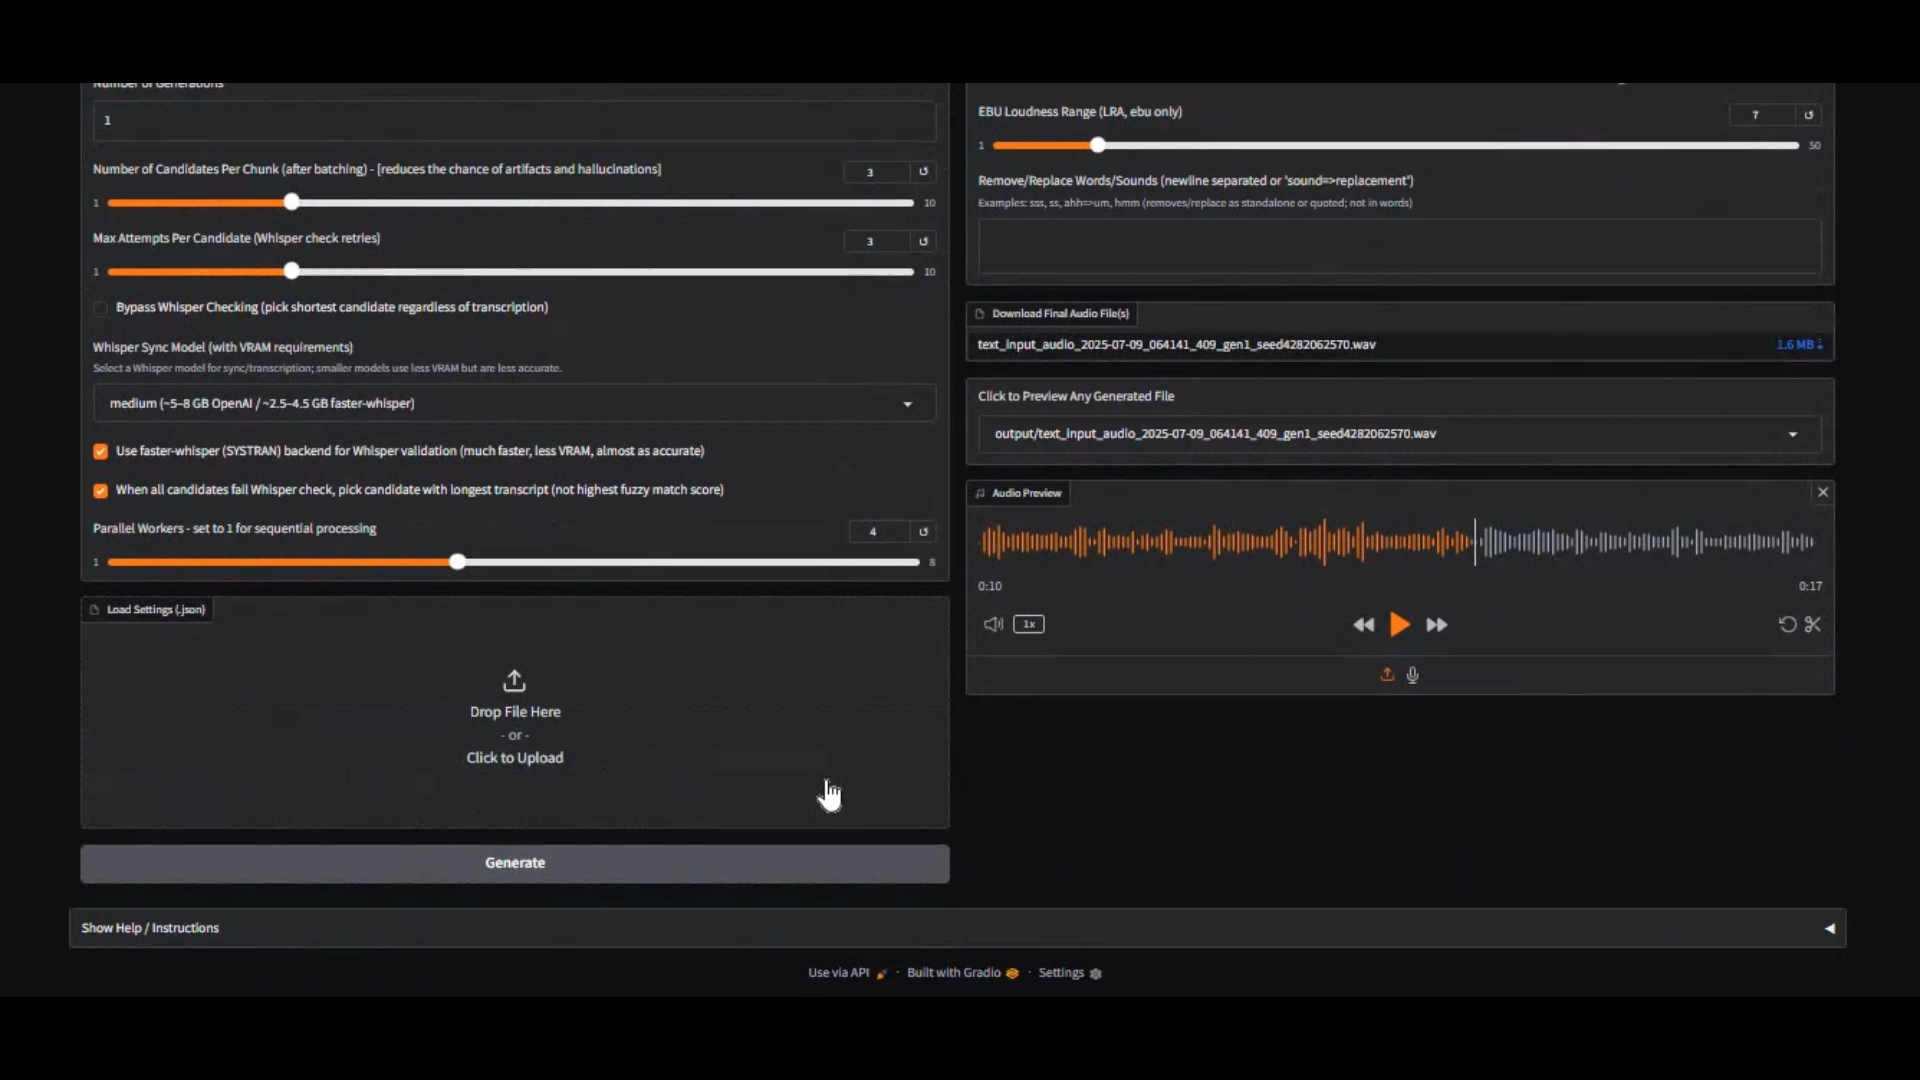 Number of Generations
1
Number of Candidates Per Chunk (after batching) - [reduces the chance of artifacts and hallucinations]
3
1
10
Max Attempts Per Candidate (Whisper check retries)
3
1
10
Bypass Whisper Checking (pick shortest candidate regardless of transcription)
Whisper Sync Model (with VRAM requirements)
Select a Whisper model for sync/transcription; smaller models use less VRAM but are less accurate.
medium (~5–8 GB OpenAI / ~2.5–4.5 GB faster-whisper)
Use faster-whisper (SYSTRAN) backend for Whisper validation (much faster, less VRAM, almost as accurate)
When all candidates fail Whisper check, pick candidate with longest transcript (not highest fuzzy match score)
Parallel Workers - set to 1 for sequential processing
4
1
8
Load Settings (.json)
Drop File Here
- or -
Click to Upload
Generate
EBU Loudness Range (LRA, ebu only)
7
1
50
Remove/Replace Words/Sounds (newline separated or 'sound=>replacement')
Examples: sss, ss, ahh=>um, hmm (removes/replace as standalone or quoted; not in words)
Download Final Audio File(s)
text_input_audio_2025-07-09_064141_409_gen1_seed4282062570.wav
1.6 MB ↓
Click to Preview Any Generated File
output/text_input_audio_2025-07-09_064141_409_gen1_seed4282062570.wav
Audio Preview
0:10
0:17
1x
Show Help / Instructions
Use via API · Built with Gradio · Settings